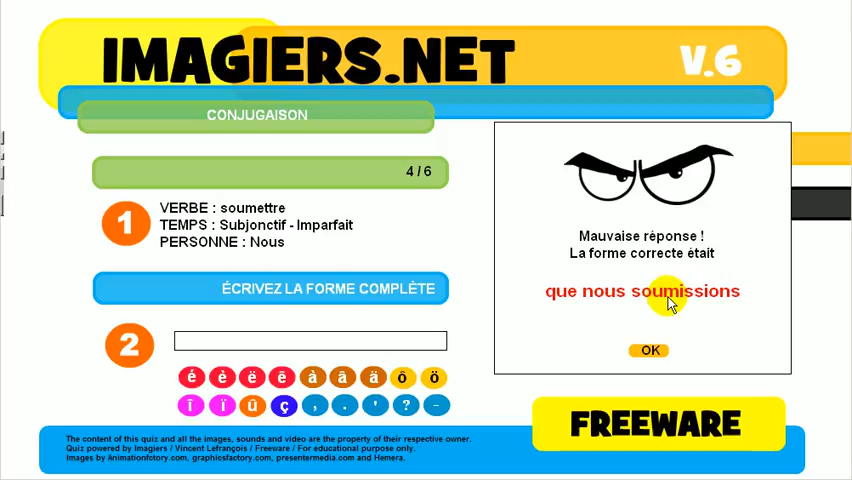 IMAGIERS.NET
V.6
CONJUGAISON
4 / 6
1
VERBE : soumettre
TEMPS : Subjonctif - Imparfait
PERSONNE : Nous
ÉCRIVEZ LA FORME COMPLÈTE
2
é è ë ê à â ä ô ö
î ï û ç , . ' ? -
Mauvaise réponse !
La forme correcte était
que nous soumissions
OK
FREEWARE
The content of this quiz and all the images, sounds and video are the property of their respective owner.
Quiz powered by Imagiers / Vincent Lefrançois / Freeware / For educational purpose only.
Images by Animationfctory.com, graphicsfactory.com, presentermedia.com and Hemera.